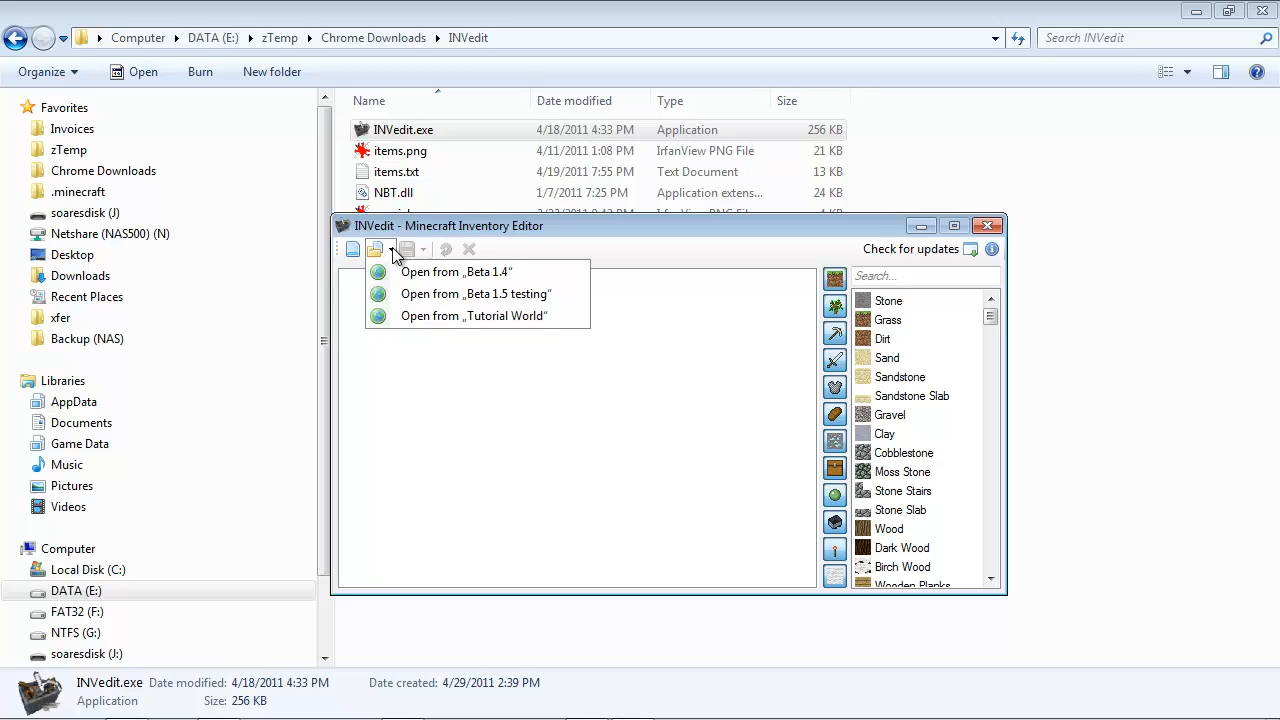 Computer DATA (E:) zTemp Chrome Downloads INVedit Search INVedit
Organize Open Burn New folder
Name Date modified Type Size
INVedit.exe 4/18/2011 4:33 PM Application 256 KB
items.png 4/11/2011 1:08 PM IrfanView PNG File 21 KB
items.txt 4/19/2011 7:55 PM Text Document 13 KB
NBT.dll 1/7/2011 7:25 PM Application extens... 24 KB
Favorites
Invoices
zTemp
Chrome Downloads
.minecraft
soaresdisk (J:)
Netshare (NAS500) (N)
Desktop
Downloads
Recent Places
xfer
Backup (NAS)
Libraries
AppData
Documents
Game Data
Music
Pictures
Videos
Computer
Local Disk (C:)
DATA (E:)
FAT32 (F:)
NTFS (G:)
soaresdisk (J:)
INVedit - Minecraft Inventory Editor
Check for updates
Open from „Beta 1.4“
Open from „Beta 1.5 testing“
Open from „Tutorial World“
Search...
Stone
Grass
Dirt
Sand
Sandstone
Sandstone Slab
Gravel
Clay
Cobblestone
Moss Stone
Stone Stairs
Stone Slab
Wood
Dark Wood
Birch Wood
Wooden Planks
INVedit.exe Date modified: 4/18/2011 4:33 PM Date created: 4/29/2011 2:39 PM
Application Size: 256 KB